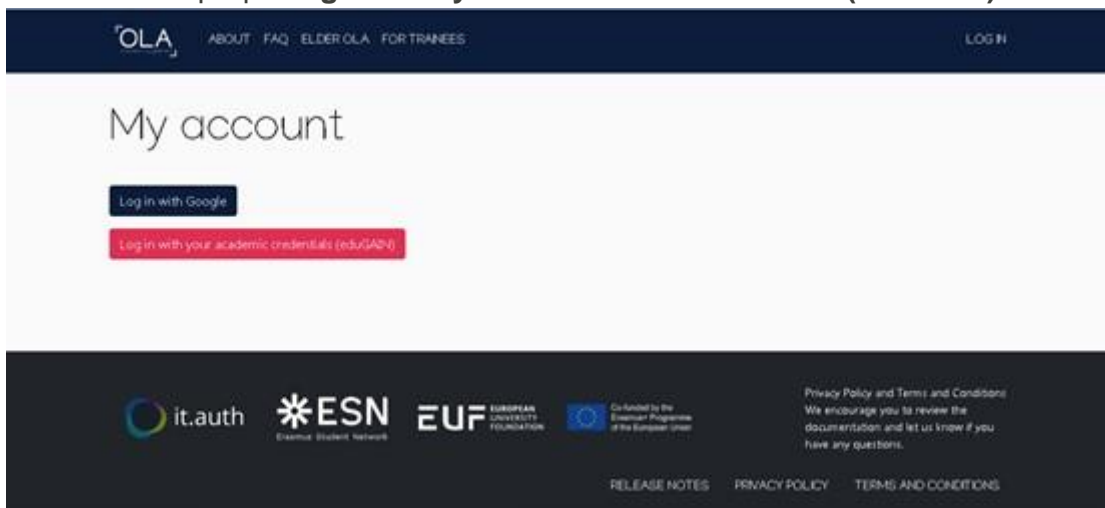 OLA
ABOUT FAQ ELDER OLA FOR TRAINEES
LOG IN
My account
Log in with Google
Log in with your academic credentials (eduGAIN)
it.auth
ESN
Erasmus Student Network
EUF EUROPEAN
UNIVERSITY
FOUNDATION
Co-funded by the
Erasmus+ Programme
of the European Union
Privacy Policy and Terms and Conditions
We encourage you to review the
documentation and let us know if you
have any questions.
RELEASE NOTES PRIVACY POLICY TERMS AND CONDITIONS